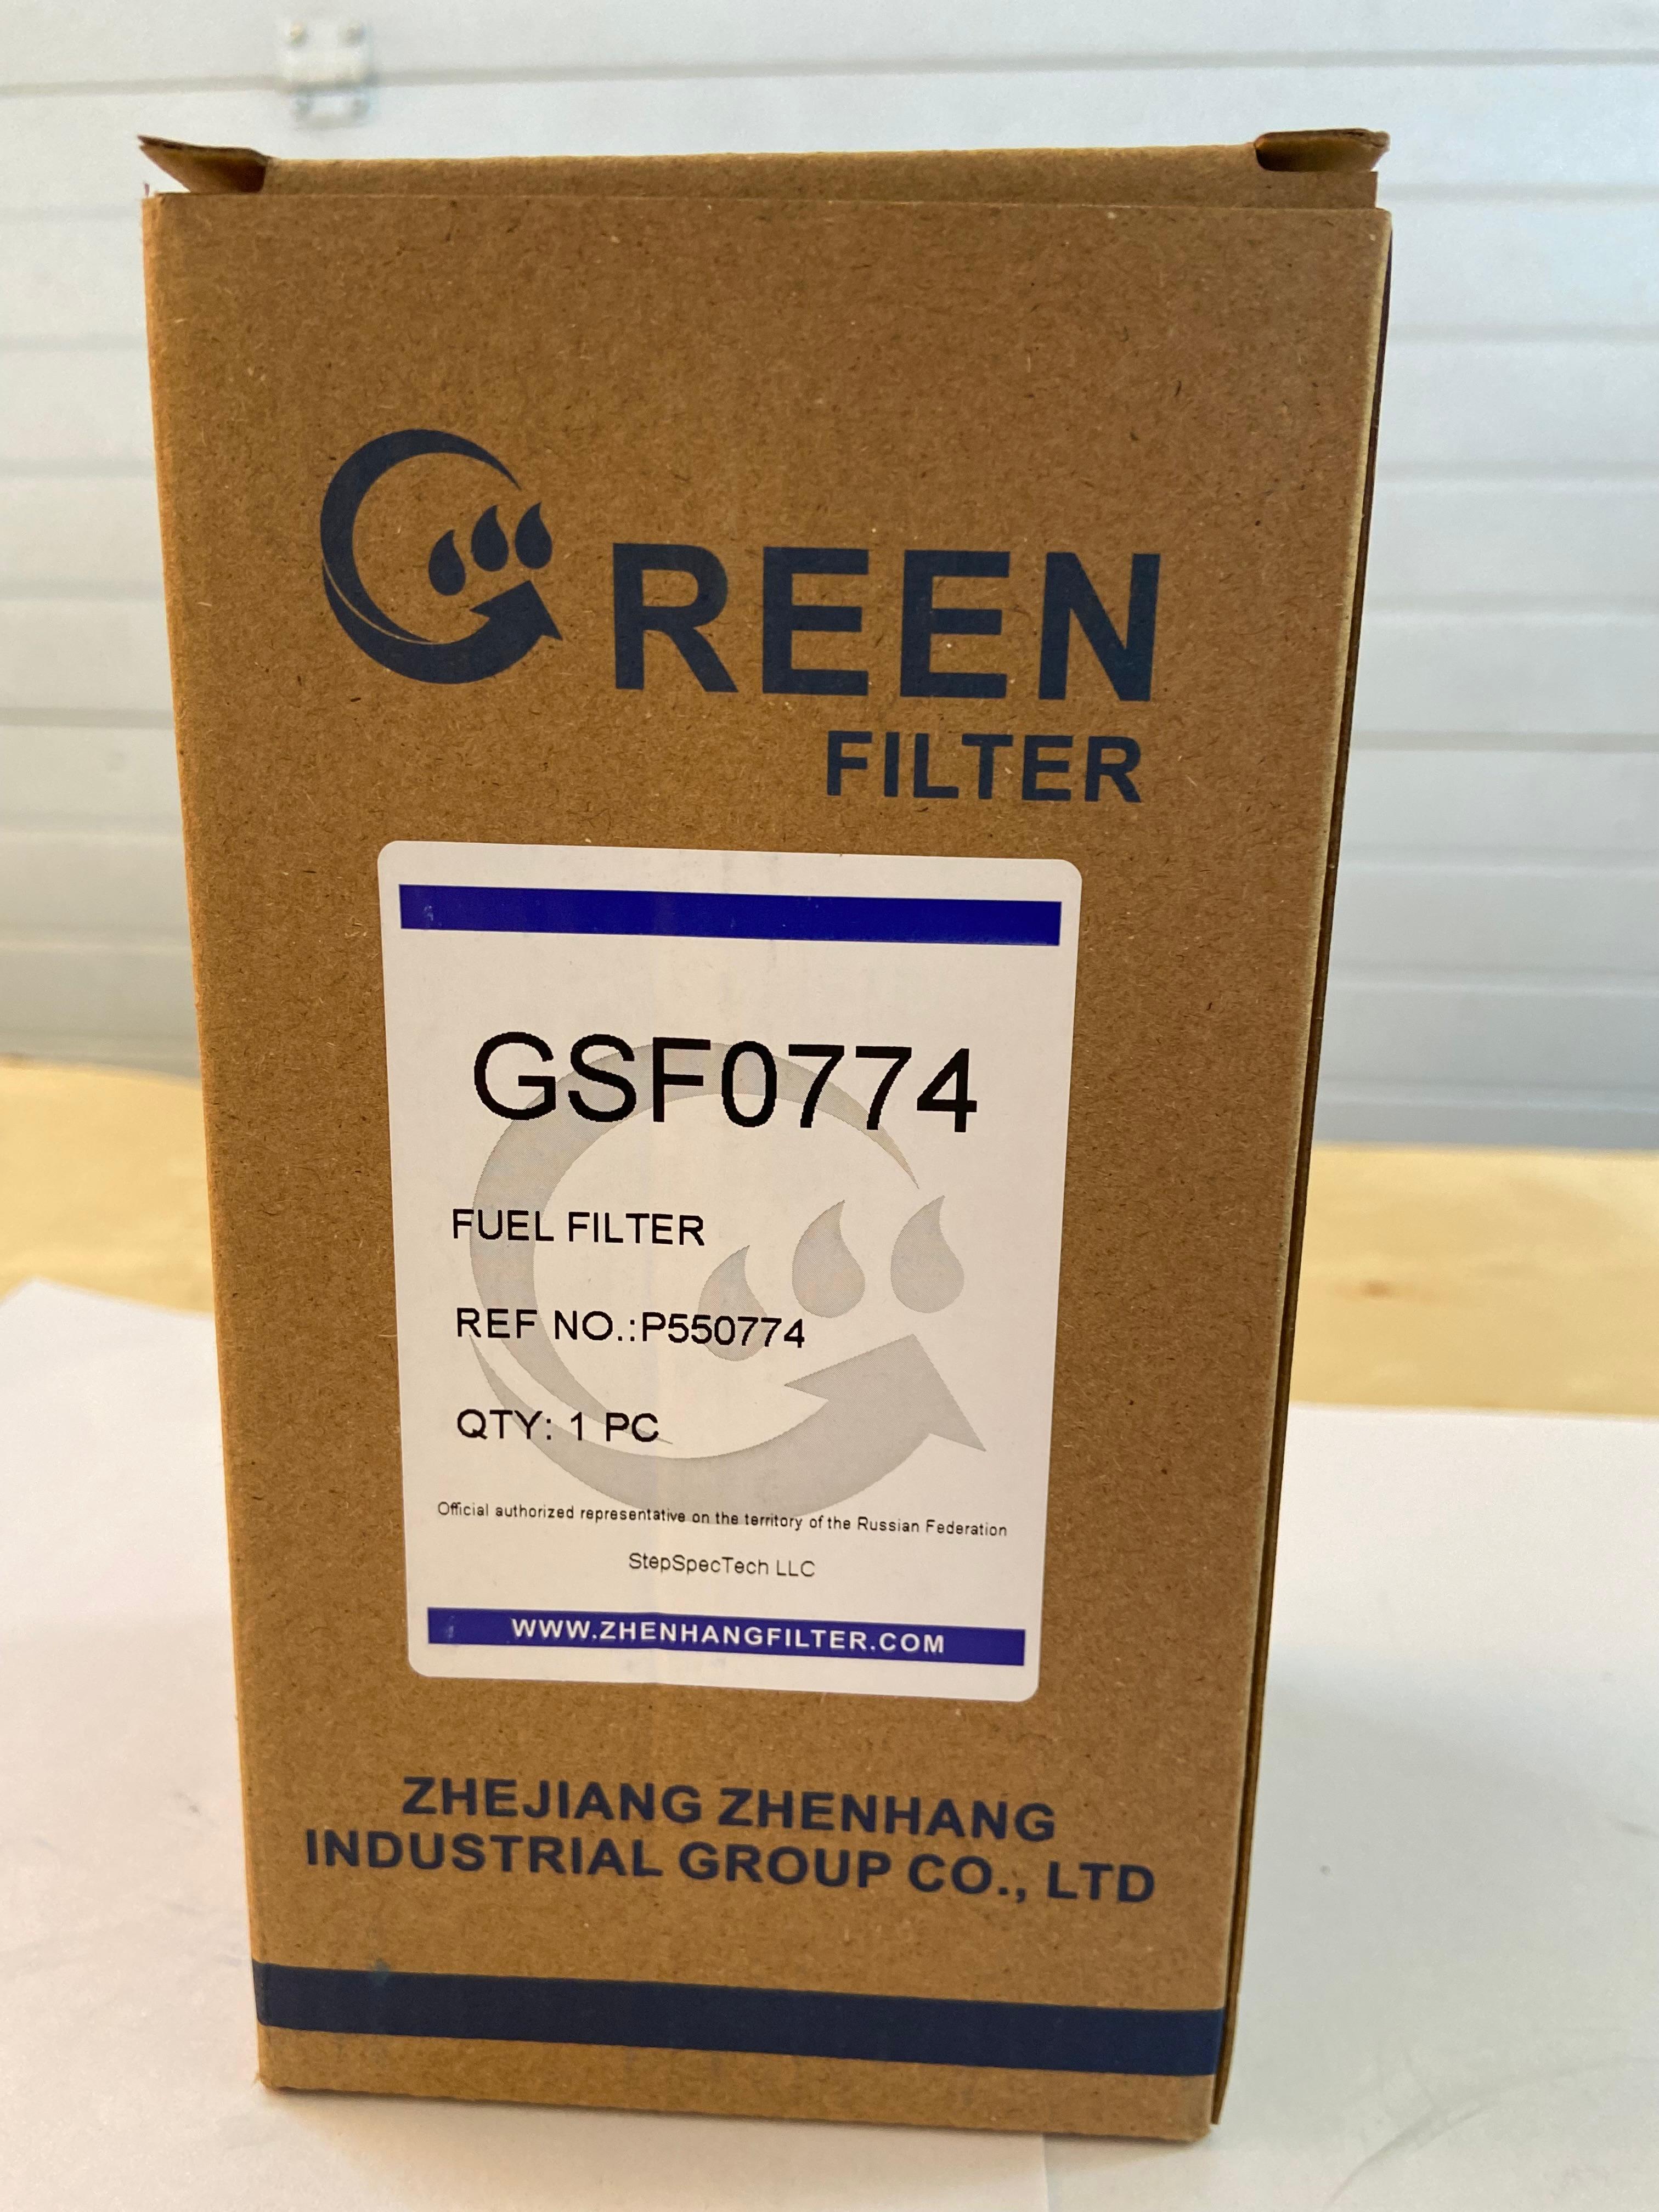 GREEN
FILTER
GSF0774
FUEL FILTER
REF NO.:P550774
QTY: 1 PC
Official authorized representative on the territory of the Russian Federation
StepSpecTech LLC
WWW.ZHENHANGFILTER.COM
ZHEJIANG ZHENHANG
INDUSTRIAL GROUP CO., LTD